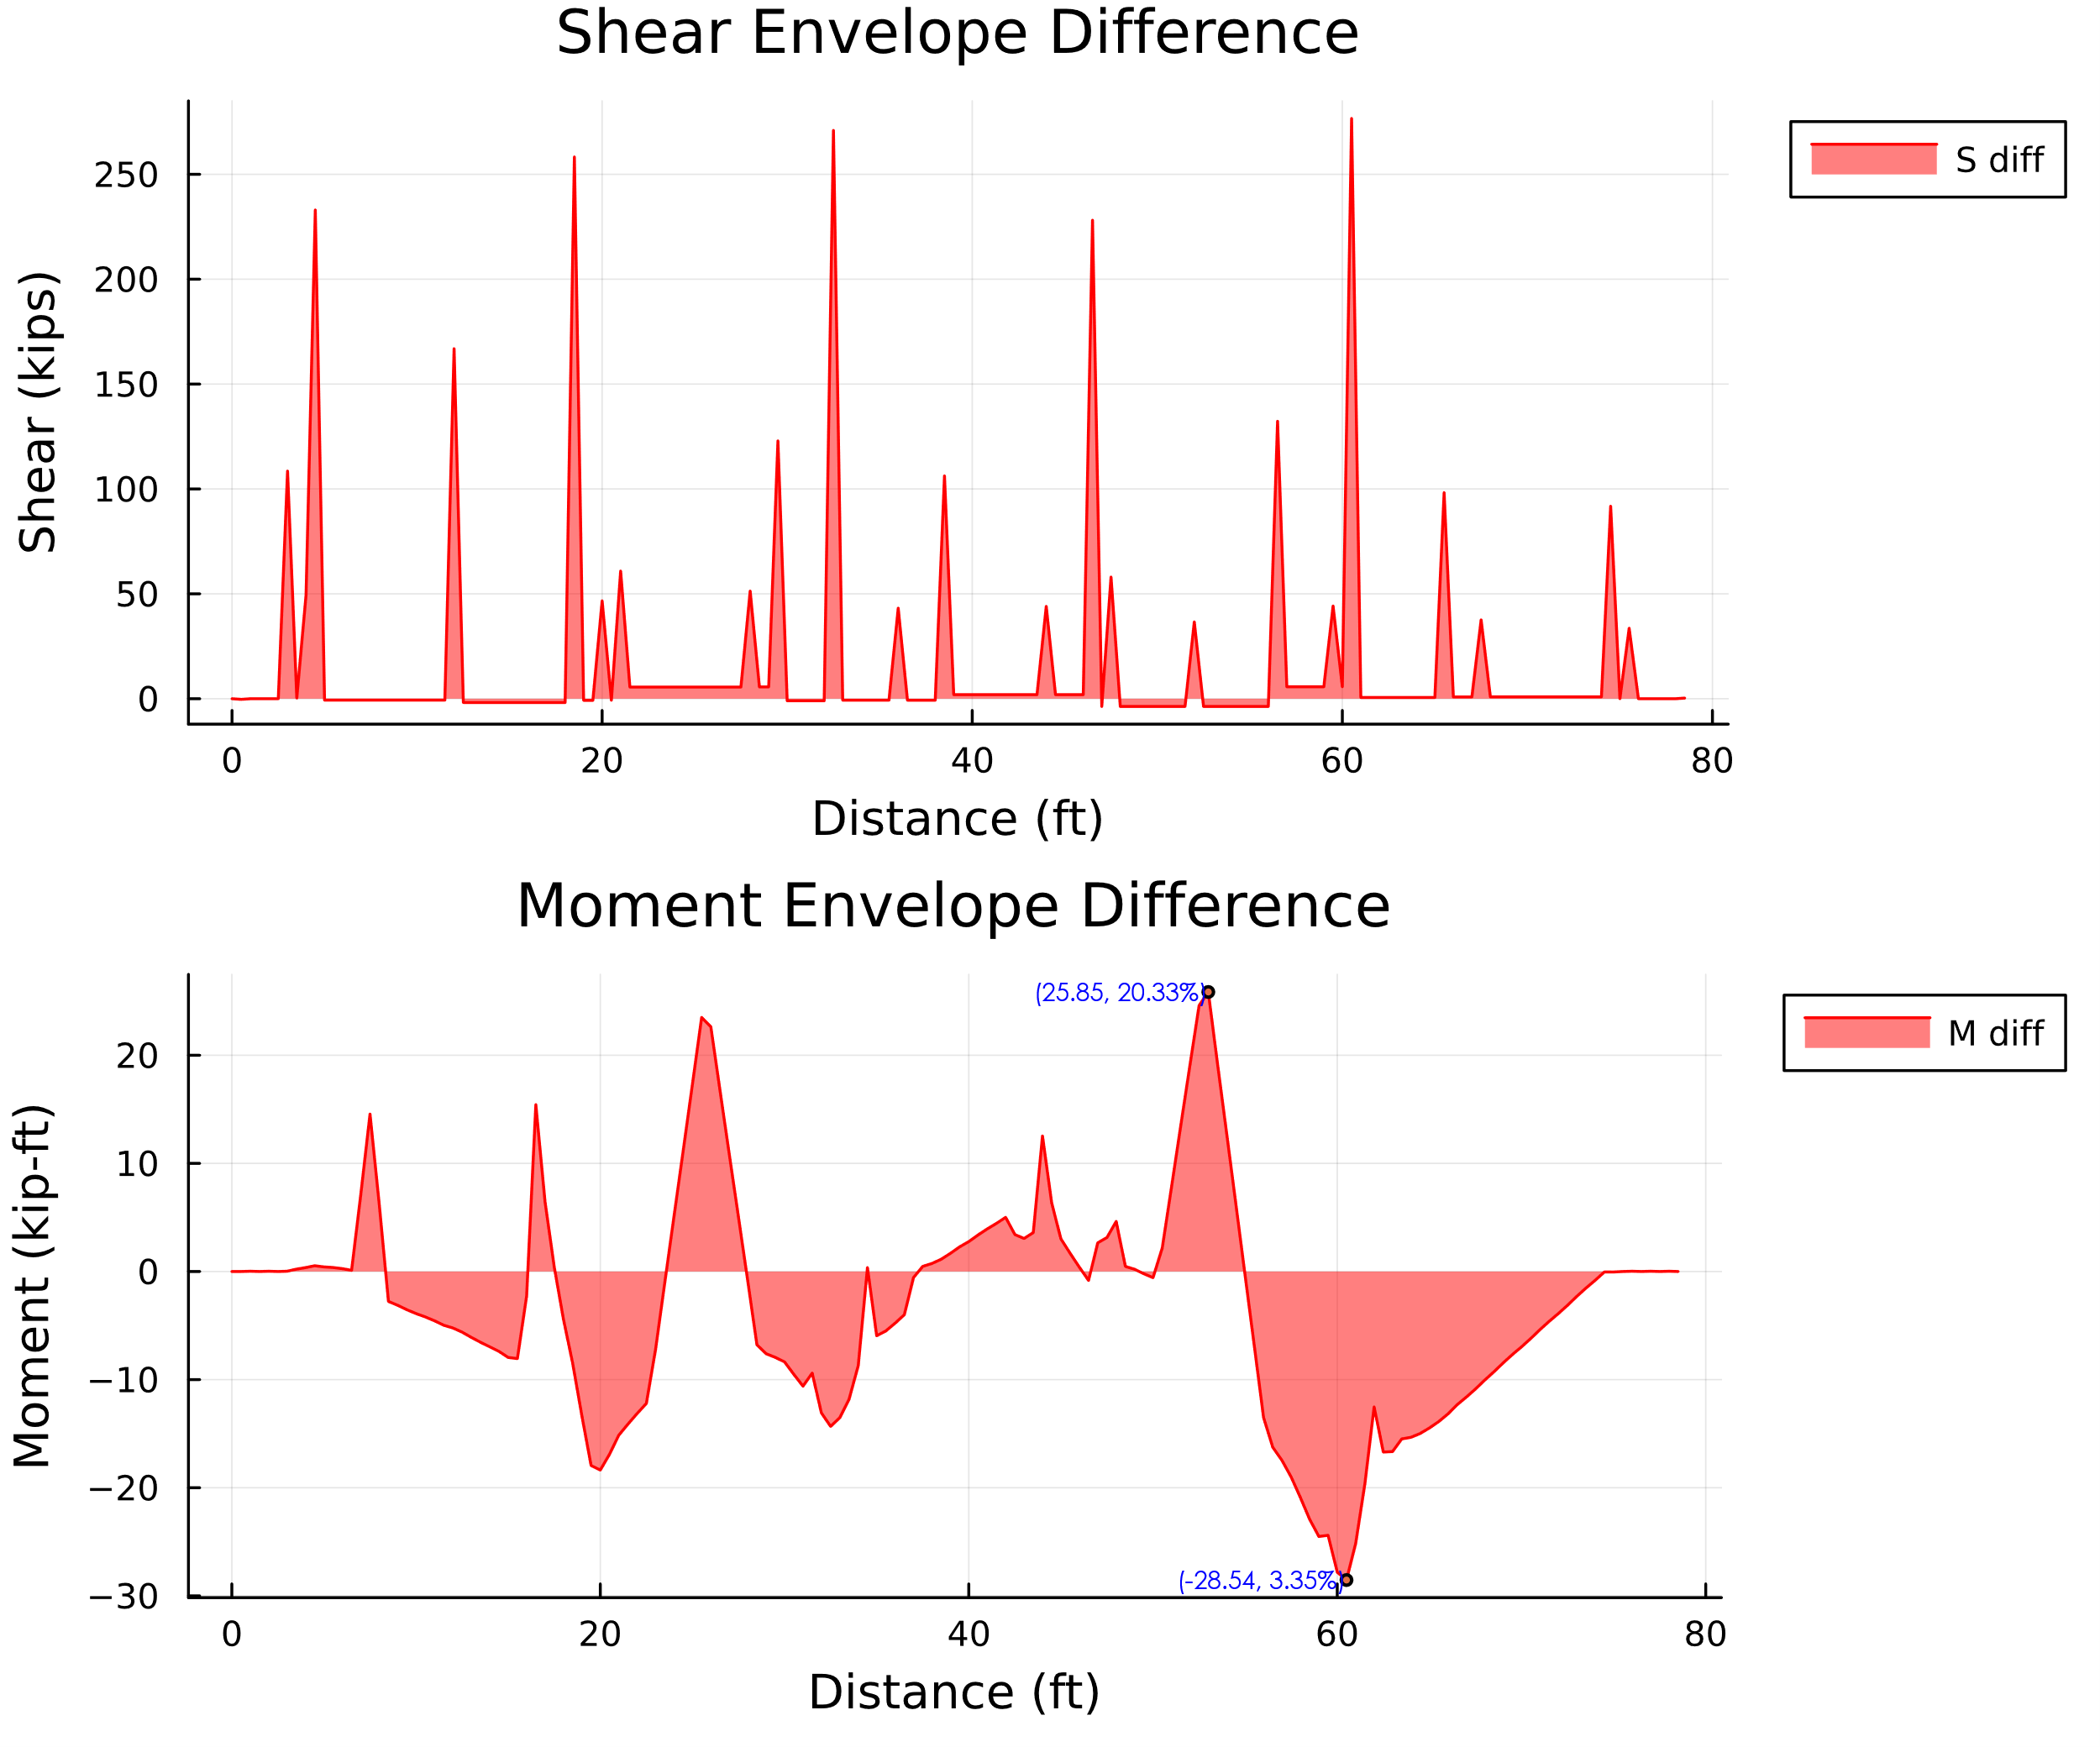 Shear Envelope Difference
250
200
150
100
50
0
Shear (kips)
0 20 40 60 80
Distance (ft)
S diff
Moment Envelope Difference
(25.85, 20.33%)
20
10
0
−10
−20
−30
Moment (kip-ft)
(-28.54, 3.35%)
0 20 40 60 80
Distance (ft)
M diff